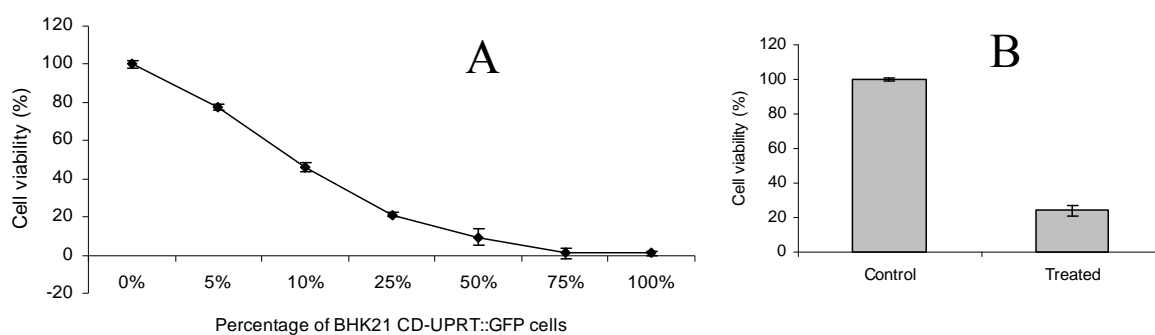 A
Cell viability (%)
120
100
80
60
40
20
0
-20
0% 5% 10% 25% 50% 75% 100%
Percentage of BHK21 CD-UPRT::GFP cells
B
Cell viability (%)
120
100
80
60
40
20
0
Control Treated